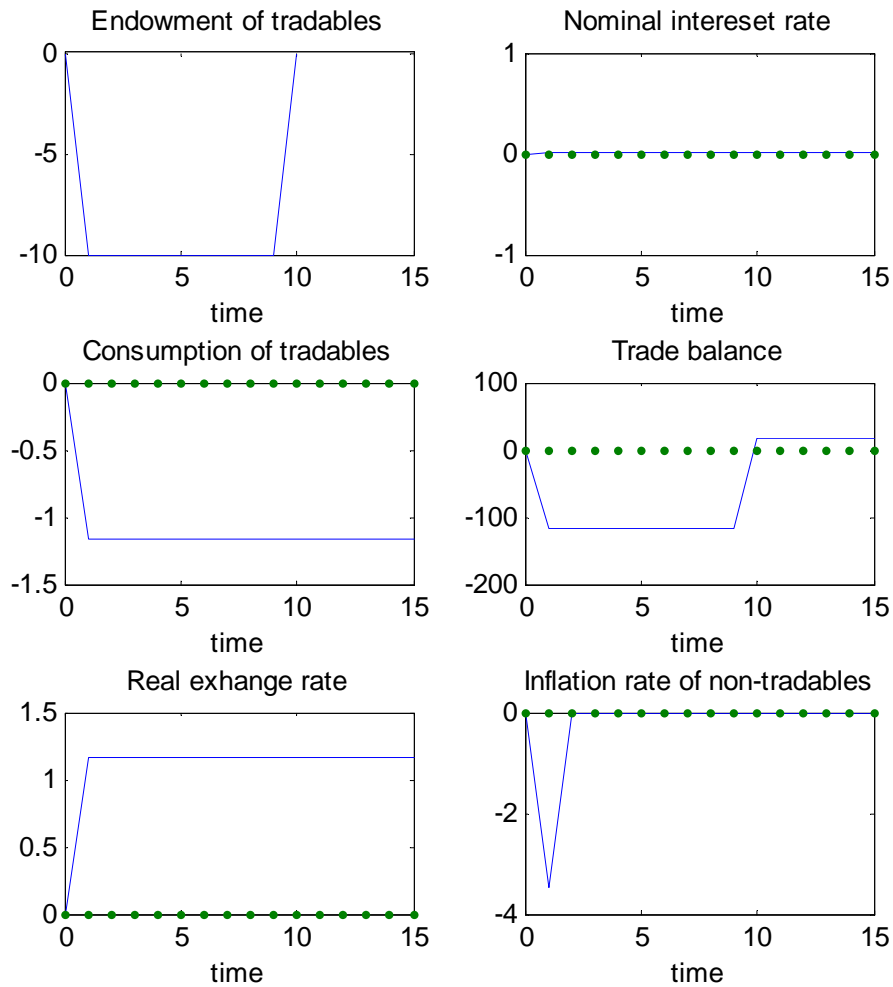 Endowment of tradables
0
-5
-10
0 5 10 15
time
Nominal intereset rate
1
0
-1
0 5 10 15
time
Consumption of tradables
0
-0.5
-1
-1.5
0 5 10 15
time
Trade balance
100
0
-100
-200
0 5 10 15
time
Real exhange rate
1.5
1
0.5
0
0 5 10 15
time
Inflation rate of non-tradables
0
-2
-4
0 5 10 15
time